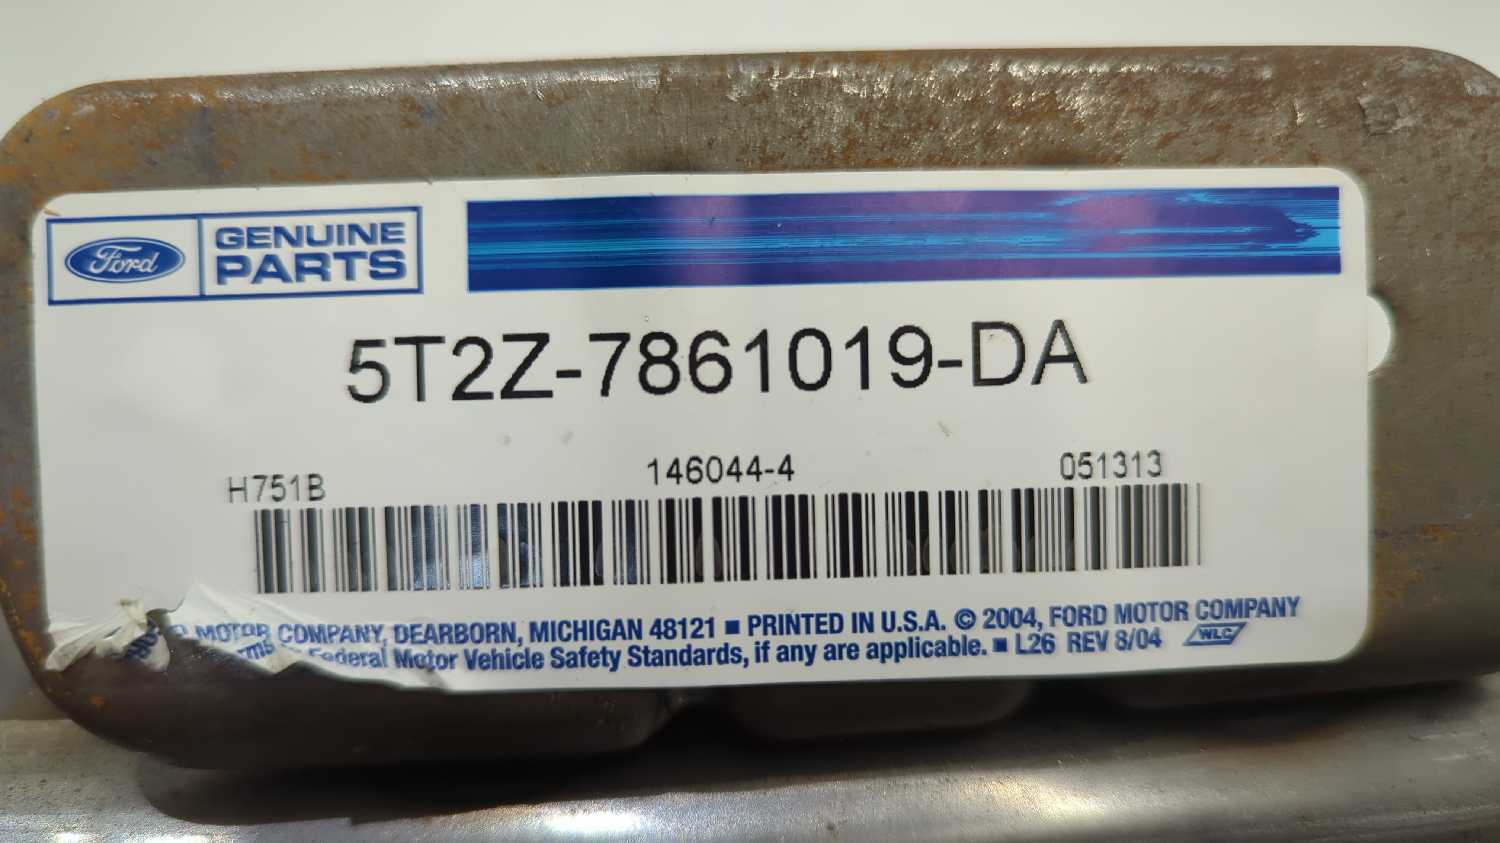 Ford
GENUINE
PARTS
5T2Z-7861019-DA
H751B
146044-4
051313
MOTOR COMPANY, DEARBORN, MICHIGAN 48121 ■ PRINTED IN U.S.A. © 2004, FORD MOTOR COMPANY
Federal Motor Vehicle Safety Standards, if any are applicable. ■ L26 REV 8/04 WLC